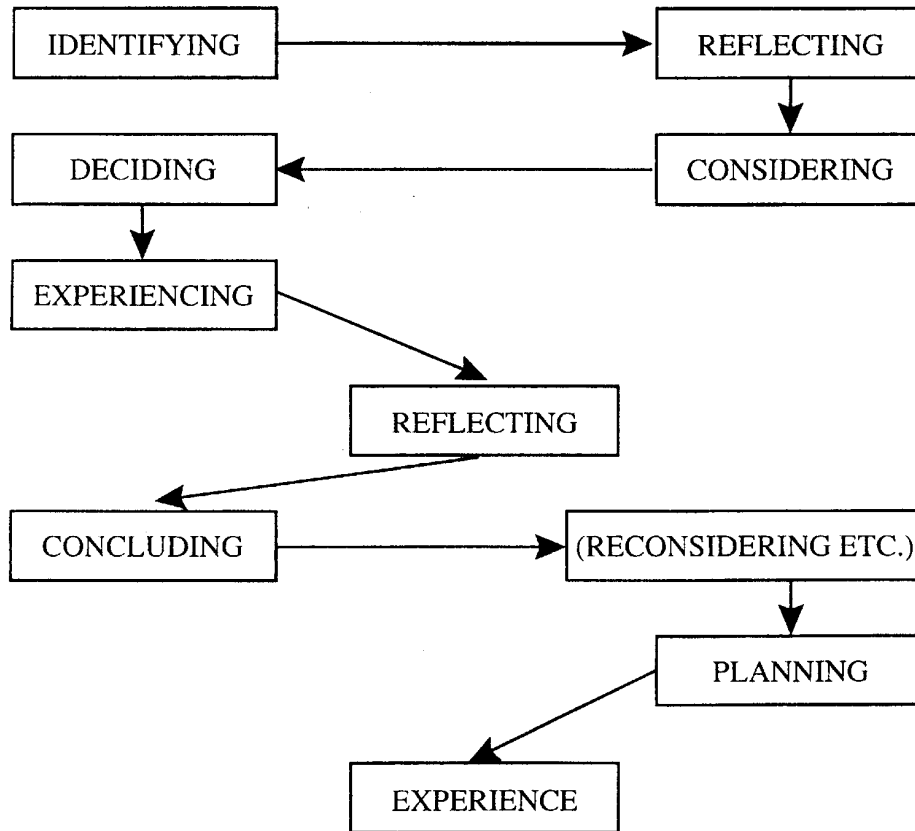 IDENTIFYING
REFLECTING
DECIDING
CONSIDERING
EXPERIENCING
REFLECTING
CONCLUDING
(RECONSIDERING ETC.)
PLANNING
EXPERIENCE